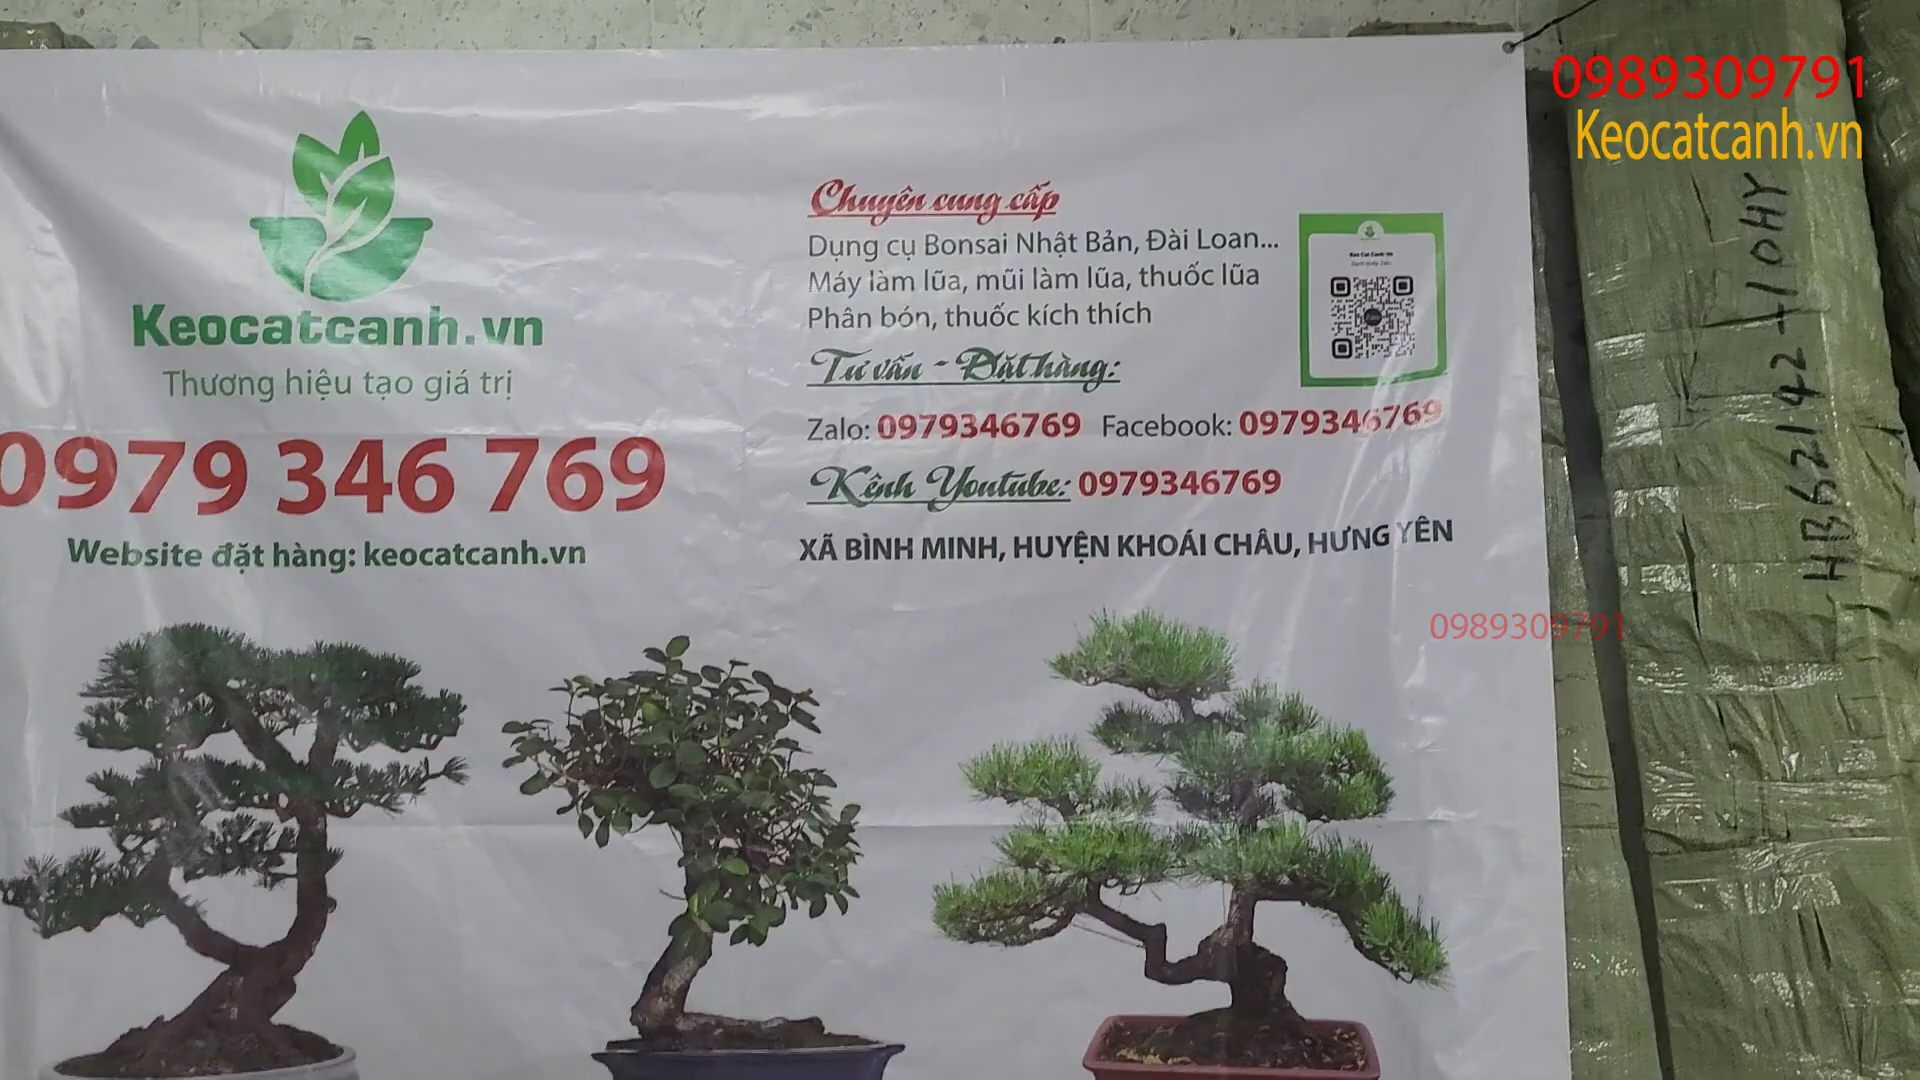 0989309791
Keocatcanh.vn
Keocatcanh.vn
Thương hiệu tạo giá trị
0979 346 769
Website đặt hàng: keocatcanh.vn
Chuyên cung cấp
Dụng cụ Bonsai Nhật Bản, Đài Loan...
Máy làm lũa, mũi làm lũa, thuốc lũa
Phân bón, thuốc kích thích
Tư vấn - Đặt hàng:
Zalo: 0979346769 Facebook: 0979346769
Kênh Youtube: 0979346769
XÃ BÌNH MINH, HUYỆN KHOÁI CHÂU, HƯNG YÊN
0989309791
HB62142-10HY